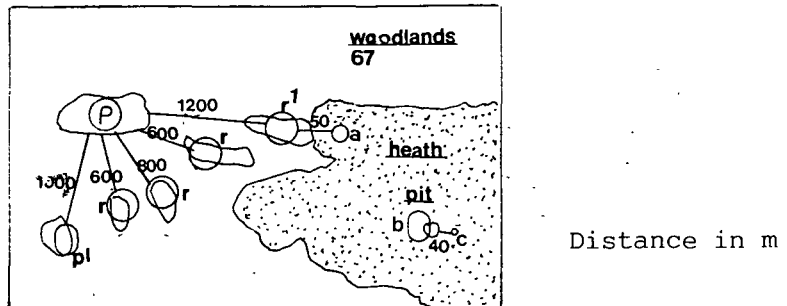 woodlands
67
P
1200
r1
50
a
600
r
heath
1000
600
800
r
r
pit
b
40
c
pl
Distance in m